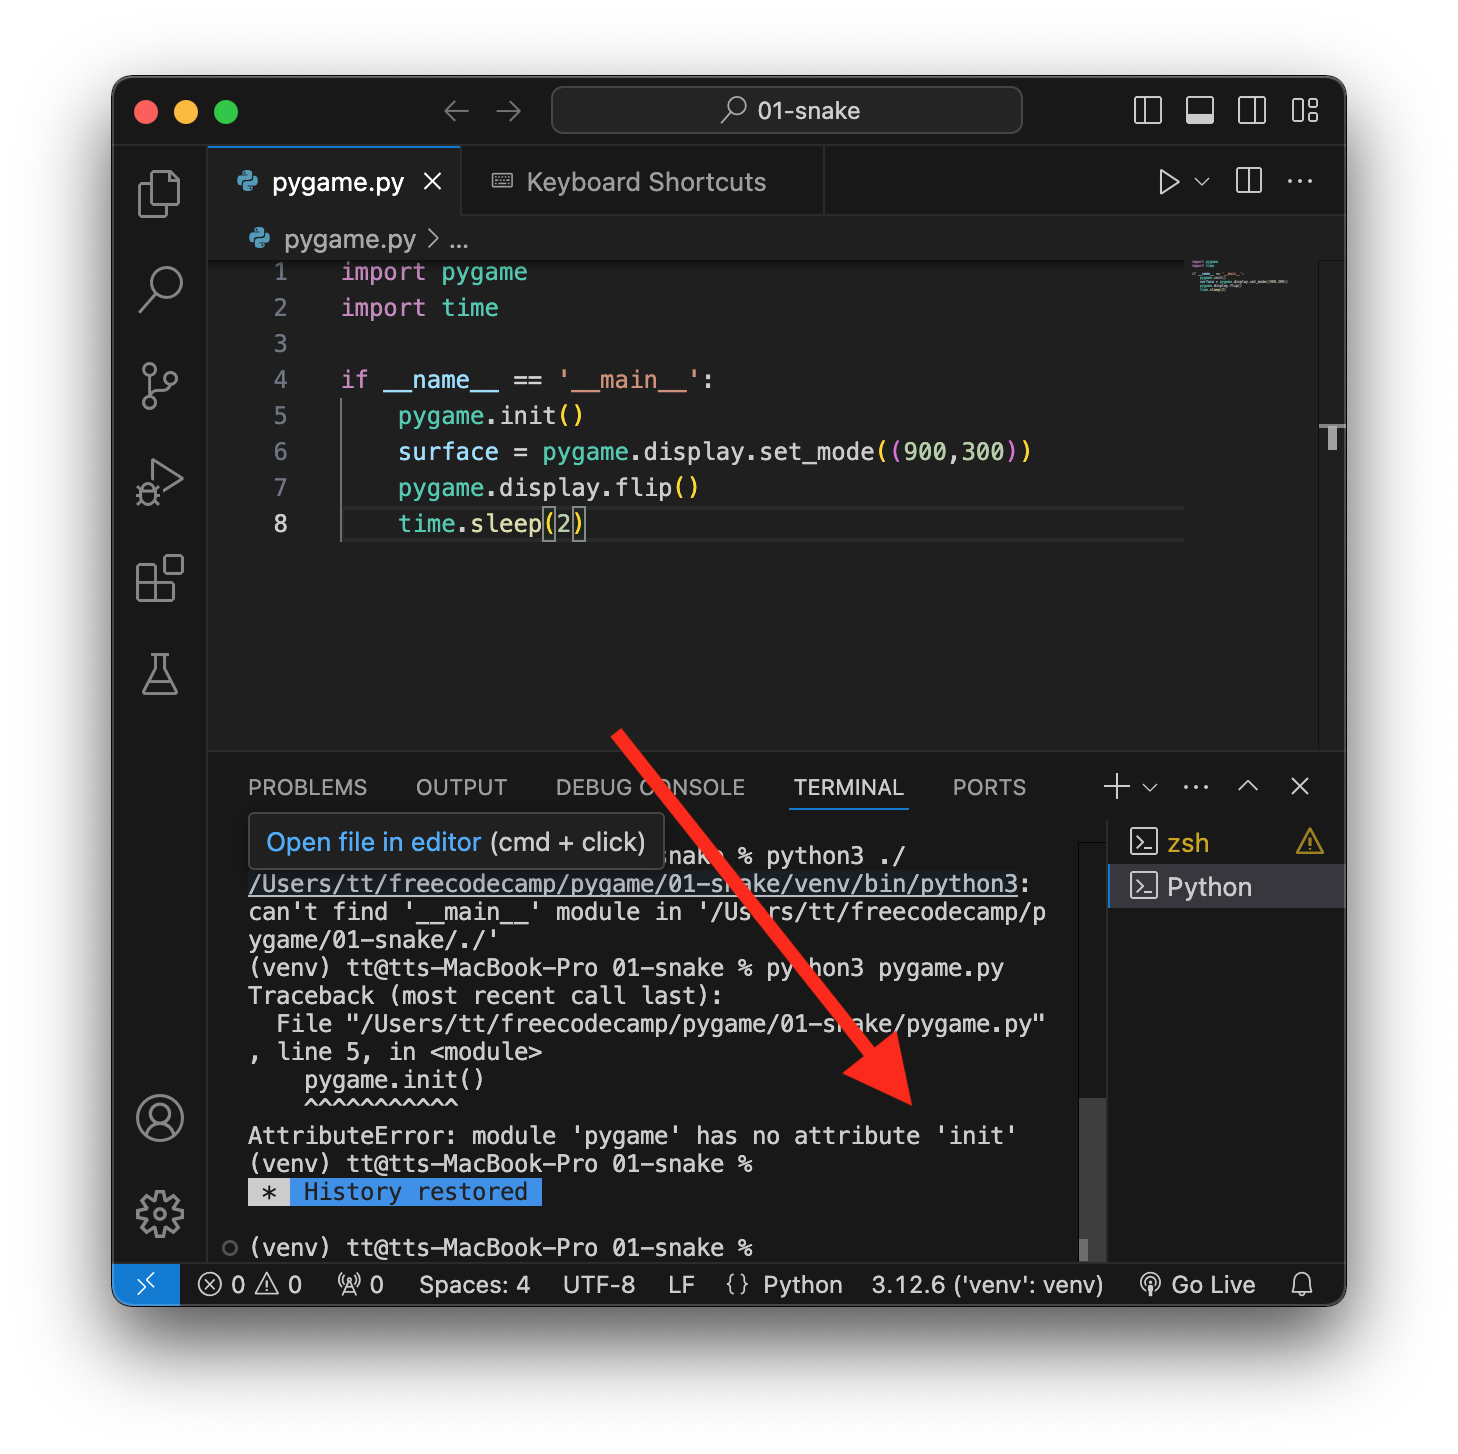 01-snake
pygame.py
Keyboard Shortcuts
pygame.py > ...
1 import pygame
2 import time
3
4 if __name__ == '__main__':
5     pygame.init()
6     surface = pygame.display.set_mode((900,300))
7     pygame.display.flip()
8     time.sleep(2)
PROBLEMS OUTPUT DEBUG CONSOLE TERMINAL PORTS
Open file in editor (cmd + click)
snake % python3 ./
/Users/tt/freecodecamp/pygame/01-snake/venv/bin/python3:
can't find '__main__' module in '/Users/tt/freecodecamp/p
ygame/01-snake/./'
(venv) tt@tts-MacBook-Pro 01-snake % python3 pygame.py
Traceback (most recent call last):
  File "/Users/tt/freecodecamp/pygame/01-snake/pygame.py"
, line 5, in <module>
    pygame.init()
    ^^^^^^^^^^^
AttributeError: module 'pygame' has no attribute 'init'
(venv) tt@tts-MacBook-Pro 01-snake %
* History restored
(venv) tt@tts-MacBook-Pro 01-snake %
zsh
Python
0 0 0 Spaces: 4 UTF-8 LF {} Python 3.12.6 ('venv': venv) Go Live